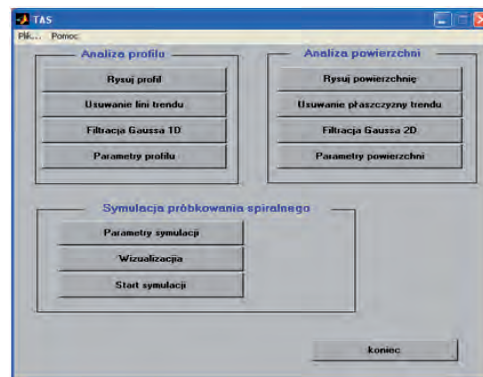 TAS
Plik... Pomoc
Analiza profilu
Rysuj profil
Usuwanie lini trendu
Filtracja Gaussa 1D
Parametry profilu
Analiza powierzchni
Rysuj powierzchnię
Usuwanie płaszczyzny trendu
Filtracja Gaussa 2D
Parametry powierzchni
Symulacja próbkowania spiralnego
Parametry symulacji
Wizualizacjia
Start symulacji
koniec